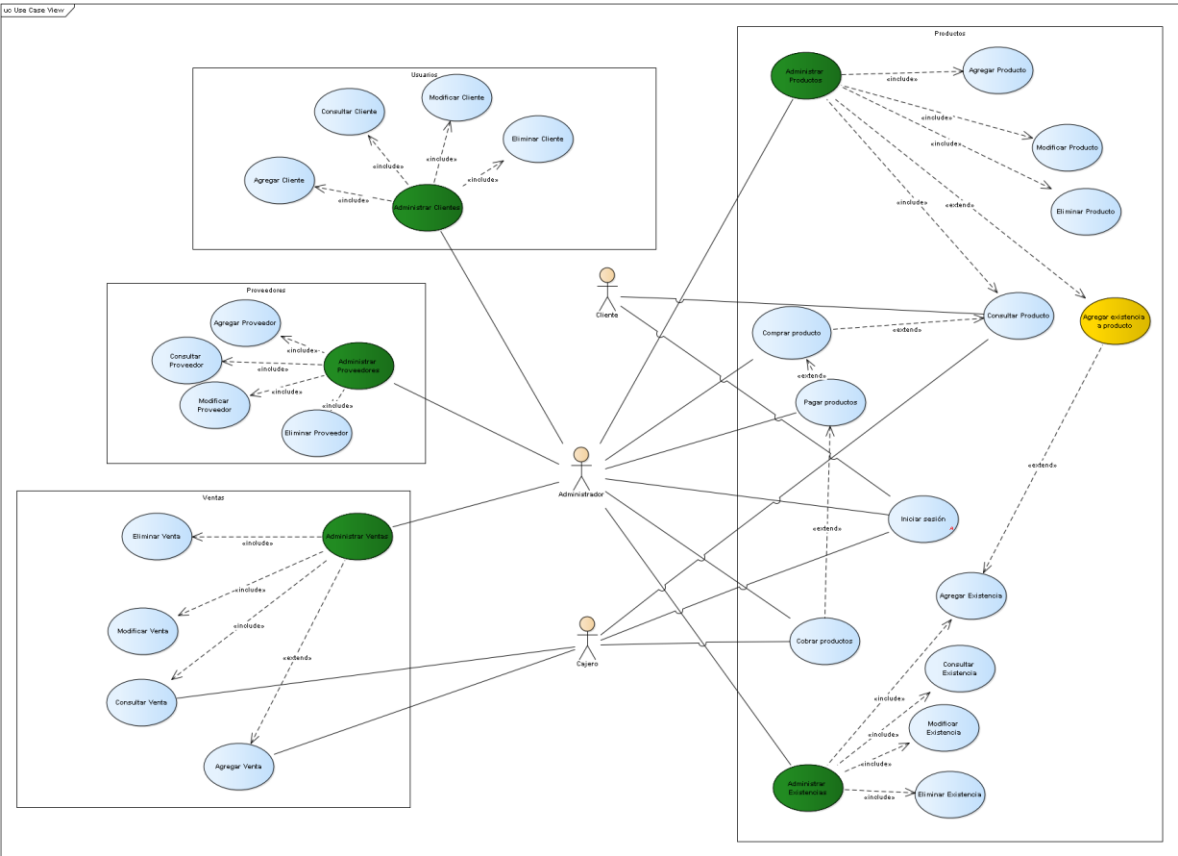 uc Use Case View
Usuarios
Consultar Cliente
Modificar Cliente
Eliminar Cliente
Agregar Cliente
Administrar Clientes
«include»
«include»
«include»
«include»
Proveedores
Agregar Proveedor
Consultar
Proveedor
Modificar
Proveedor
Eliminar Proveedor
Administrar
Proveedores
«include»
«include»
«include»
«include»
Ventas
Eliminar Venta
Administrar Ventas
Modificar Venta
Consultar Venta
Agregar Venta
«include»
«include»
«include»
«extend»
Cliente
Administrador
Cajero
Productos
Administrar
Productos
Agregar Producto
Modificar Producto
Eliminar Producto
«include»
«include»
«include»
«include»
«extend»
Consultar Producto
Agregar existencia
a producto
Comprar producto
«extend»
«extend»
Pagar productos
«extend»
«extend»
Iniciar sesión
Cobrar productos
Agregar Existencia
Consultar
Existencia
Modificar
Existencia
Eliminar Existencia
Administrar
Existencias
«include»
«include»
«include»
«include»